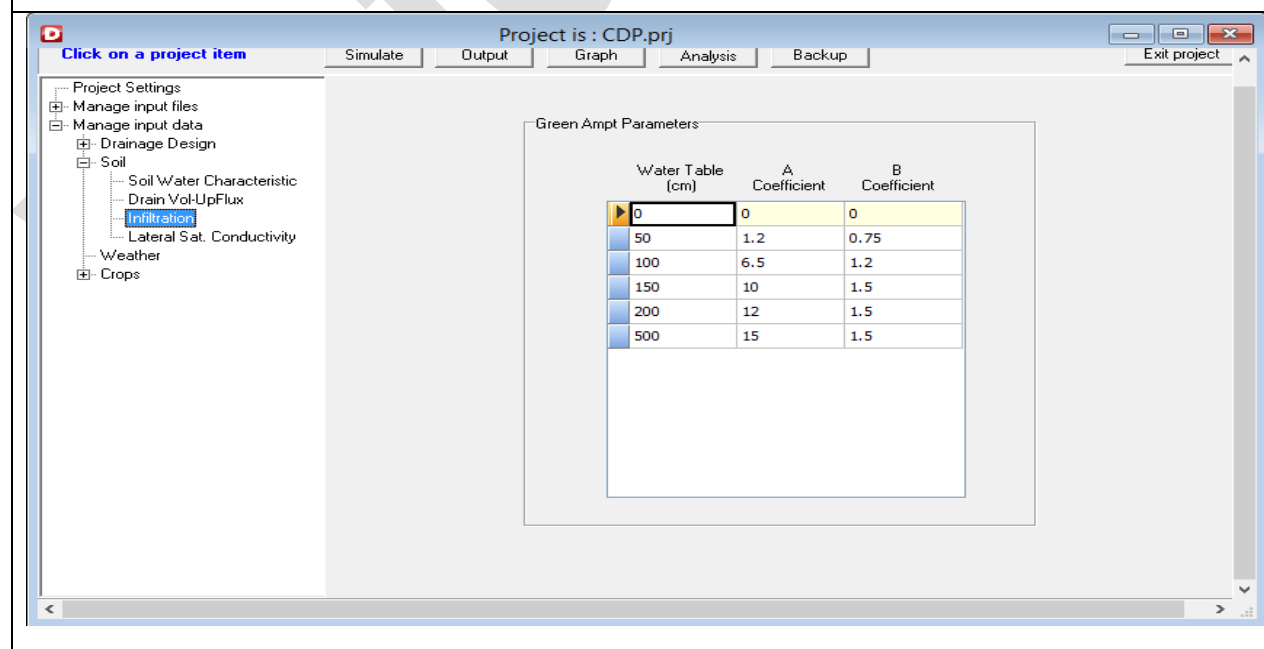 Project is : CDP.prj
Click on a project item Simulate Output Graph Analysis Backup Exit project
Project Settings
Manage input files
Manage input data
Drainage Design
Soil
Soil Water Characteristic
Drain Vol-UpFlux
Infiltration
Lateral Sat. Conductivity
Weather
Crops
Green Ampt Parameters
Water Table (cm) A Coefficient B Coefficient
0 0 0
50 1.2 0.75
100 6.5 1.2
150 10 1.5
200 12 1.5
500 15 1.5